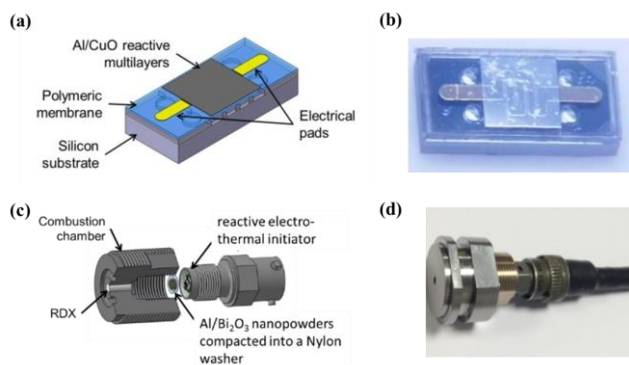 (a)
Al/CuO reactive
multilayers
Polymeric
membrane
Silicon
substrate
Electrical
pads
(b)
(c)
Combustion
chamber
RDX
reactive electro-
thermal initiator
Al/Bi₂O₃ nanopowders
compacted into a Nylon
washer
(d)